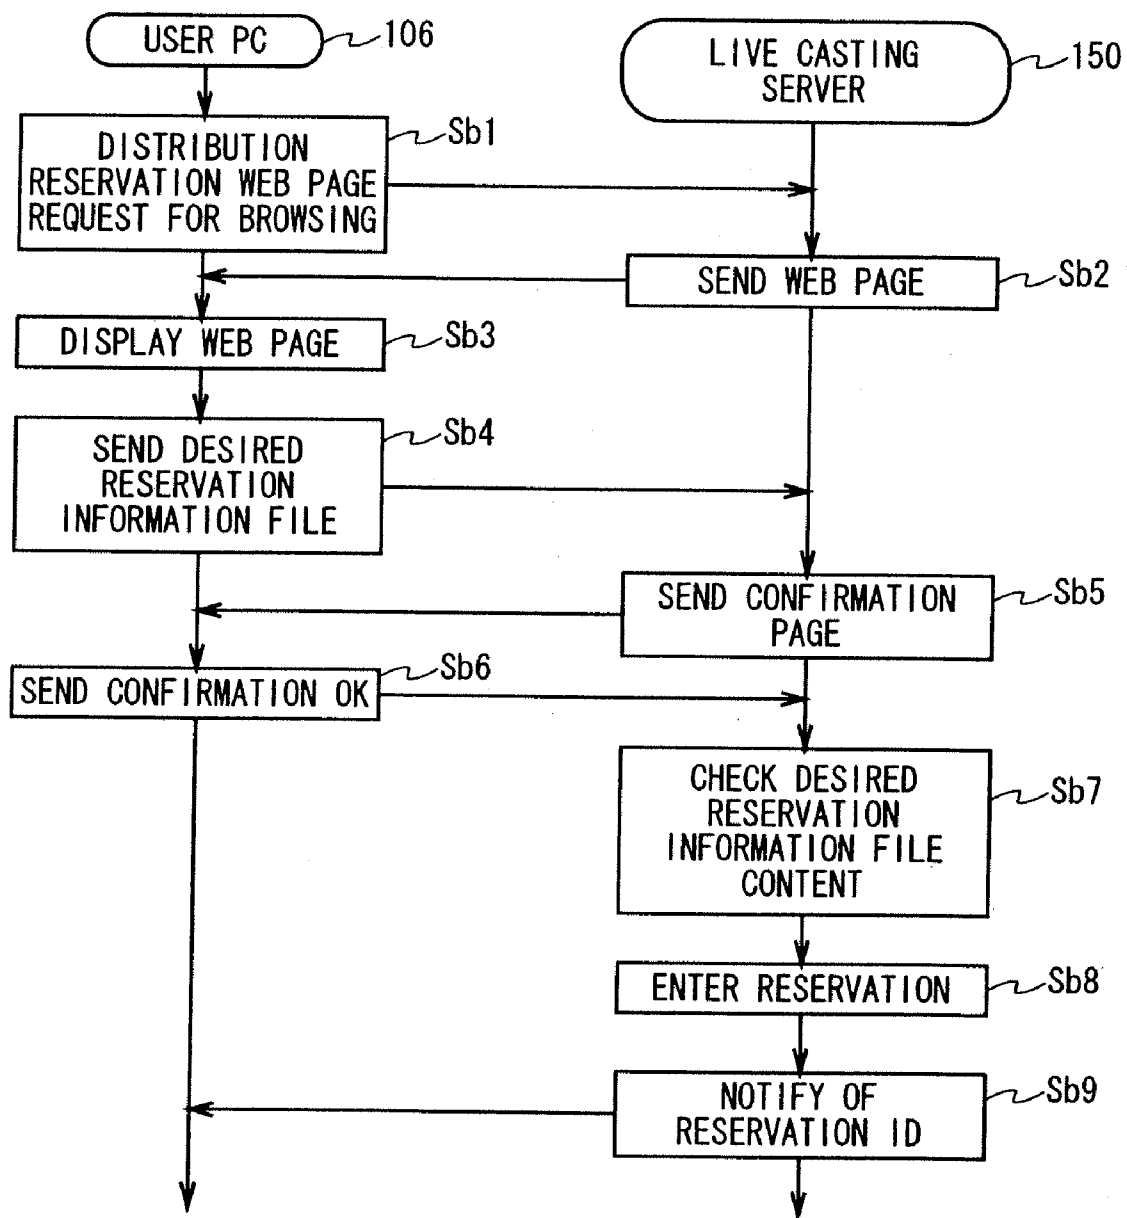 USER PC
106
LIVE CASTING
SERVER
150
Sb1
DISTRIBUTION
RESERVATION WEB PAGE
REQUEST FOR BROWSING
SEND WEB PAGE
Sb2
DISPLAY WEB PAGE
Sb3
Sb4
SEND DESIRED
RESERVATION
INFORMATION FILE
SEND CONFIRMATION
PAGE
Sb5
SEND CONFIRMATION OK
Sb6
CHECK DESIRED
RESERVATION
INFORMATION FILE
CONTENT
Sb7
ENTER RESERVATION
Sb8
NOTIFY OF
RESERVATION ID
Sb9